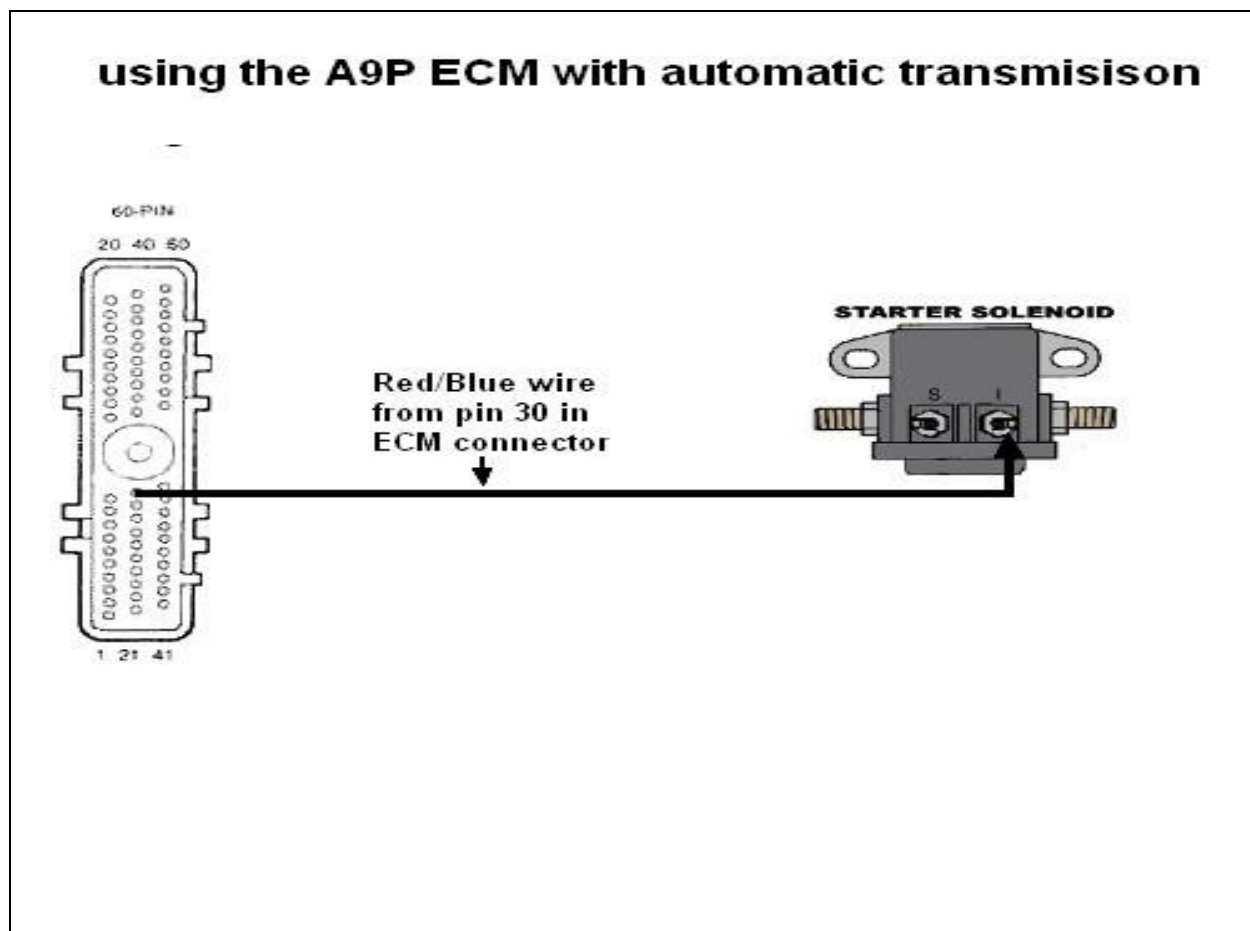 using the A9P ECM with automatic transmisison
60-PIN
20 40 60
STARTER SOLENOID
S I
Red/Blue wire
from pin 30 in
ECM connector
1 21 41